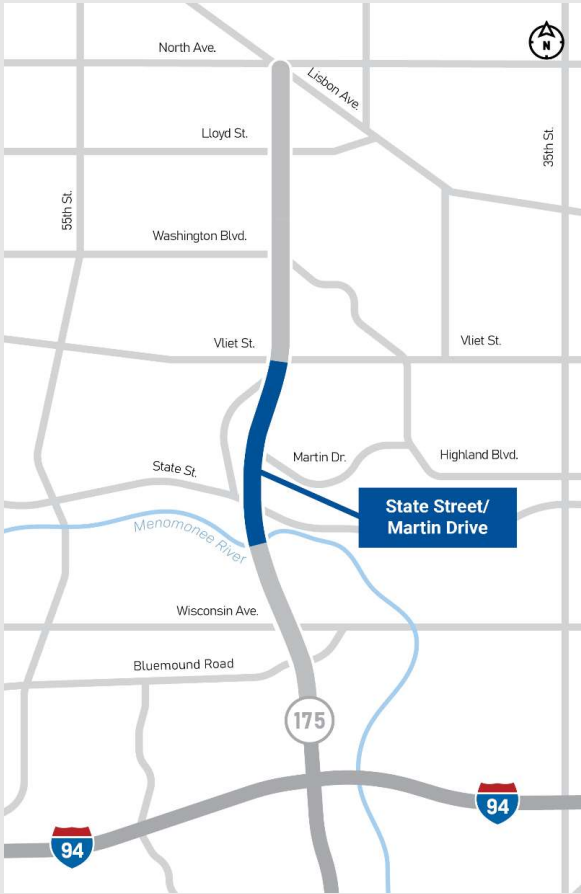 North Ave.
N
Lisbon Ave.
Lloyd St.
35th St.
55th St.
Washington Blvd.
Vliet St.
Vliet St.
Martin Dr.
Highland Blvd.
State St.
State Street/
Martin Drive
Menomonee River
Wisconsin Ave.
Bluemound Road
175
94
94